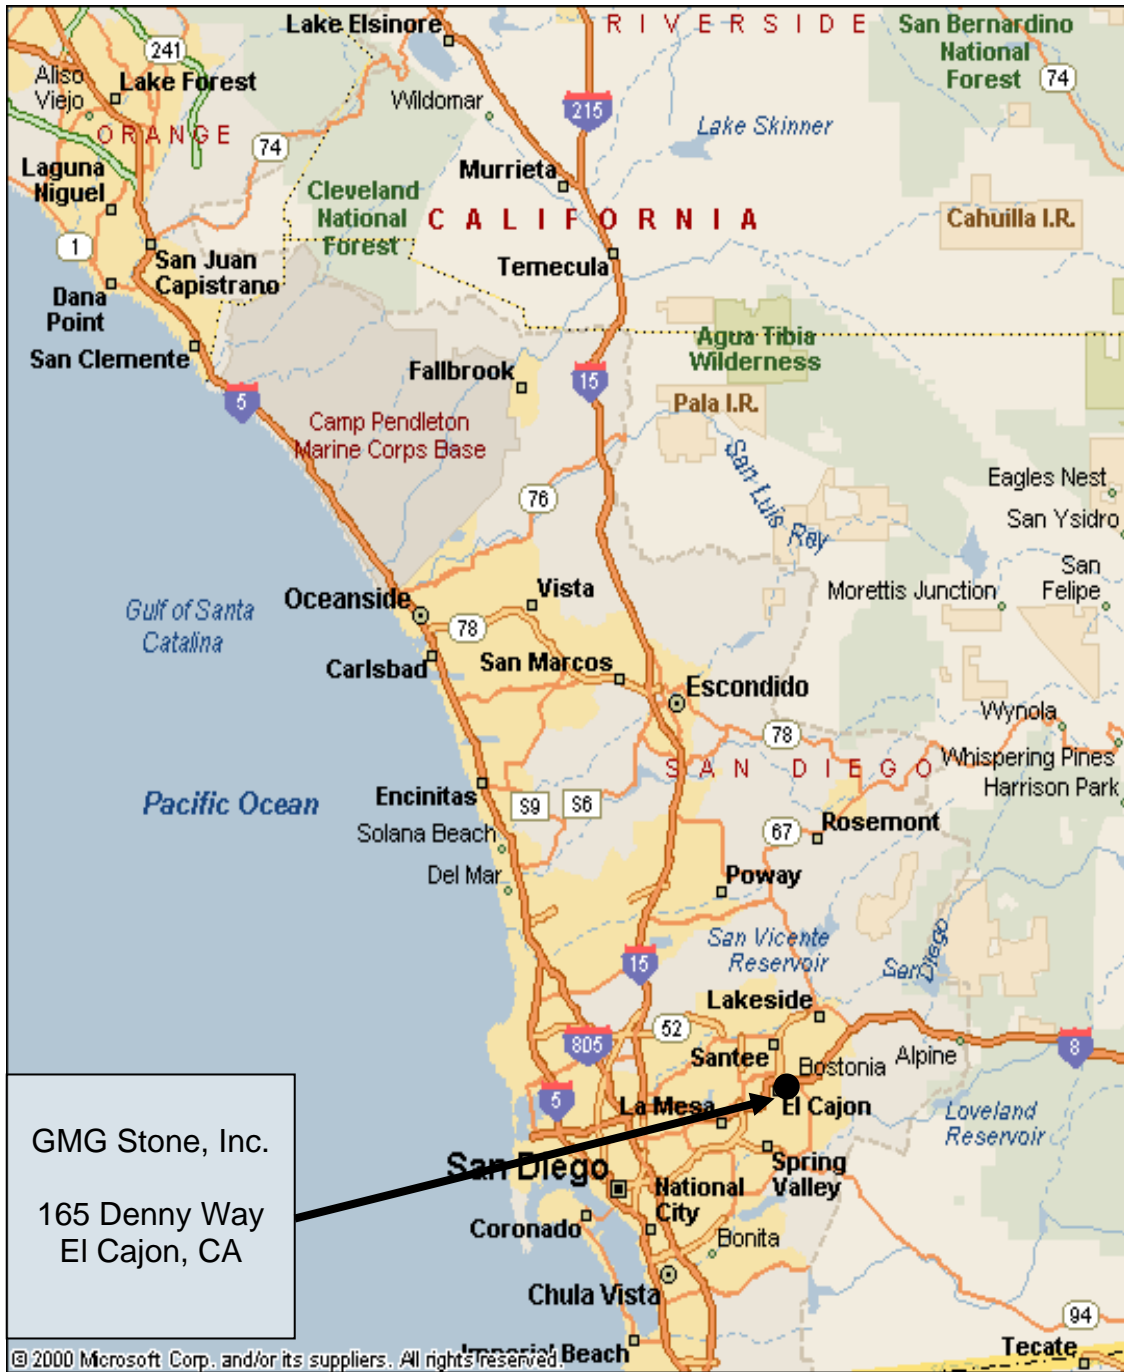 Lake Elsinore
RIVERSIDE
San Bernardino
National
Forest
241
Aliso
Viejo
Lake Forest
74
Wildomar
215
Lake Skinner
ORANGE
74
Laguna
Niguel
Murrieta
Cleveland
National
Forest
CALIFORNIA
Cahuilla I.R.
1
San Juan
Capistrano
Temecula
Dana
Point
San Clemente
Agua Tibia
Wilderness
Fallbrook
15
5
Pala I.R.
Camp Pendleton
Marine Corps Base
San Luis Rey
Eagles Nest
76
San Ysidro
San
Felipe
Morettis Junction
Gulf of Santa
Catalina
Oceanside
Vista
78
Carlsbad
San Marcos
Escondido
Wynola
78
SAN DIEGO
Whispering Pines
Harrison Park
Pacific Ocean
Encinitas
S9
S6
Solana Beach
67
Rosemont
Del Mar
Poway
San Vicente
Reservoir
San Diego
15
Lakeside
52
805
Santee
Alpine
8
Bostonia
5
La Mesa
El Cajon
Loveland
Reservoir
GMG Stone, Inc.
165 Denny Way
El Cajon, CA
San Diego
Spring
Valley
National
City
Coronado
Bonita
Chula Vista
94
Imperial Beach
Tecate
© 2000 Microsoft Corp. and/or its suppliers. All rights reserved.